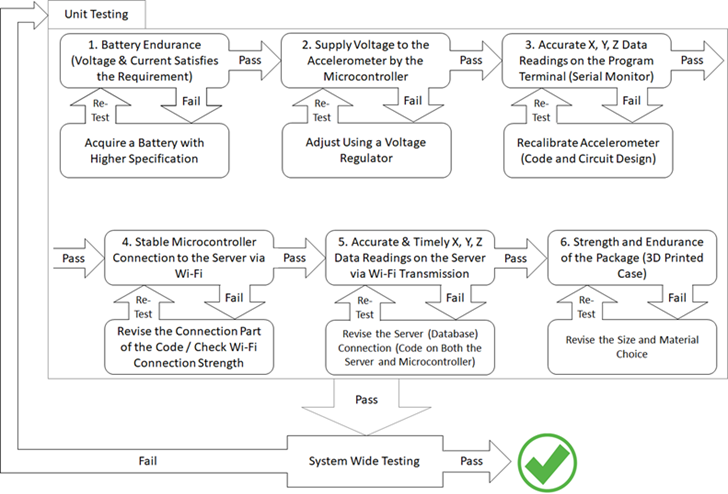 Unit Testing
1. Battery Endurance
(Voltage & Current Satisfies
the Requirement)
Pass
2. Supply Voltage to the
Accelerometer by the
Microcontroller
Pass
3. Accurate X, Y, Z Data
Readings on the Program
Terminal (Serial Monitor)
Pass
Re-
Test
Fail
Re-
Test
Fail
Re-
Test
Fail
Acquire a Battery with
Higher Specification
Adjust Using a Voltage
Regulator
Recalibrate Accelerometer
(Code and Circuit Design)
Pass
4. Stable Microcontroller
Connection to the Server via
Wi-Fi
Pass
5. Accurate & Timely X, Y, Z
Data Readings on the Server
via Wi-Fi Transmission
Pass
6. Strength and Endurance
of the Package (3D Printed
Case)
Re-
Test
Fail
Re-
Test
Fail
Re-
Test
Fail
Revise the Connection Part
of the Code / Check Wi-Fi
Connection Strength
Revise the Server (Database)
Connection (Code on Both the
Server and Microcontroller)
Revise the Size and Material
Choice
Pass
Fail
System Wide Testing
Pass